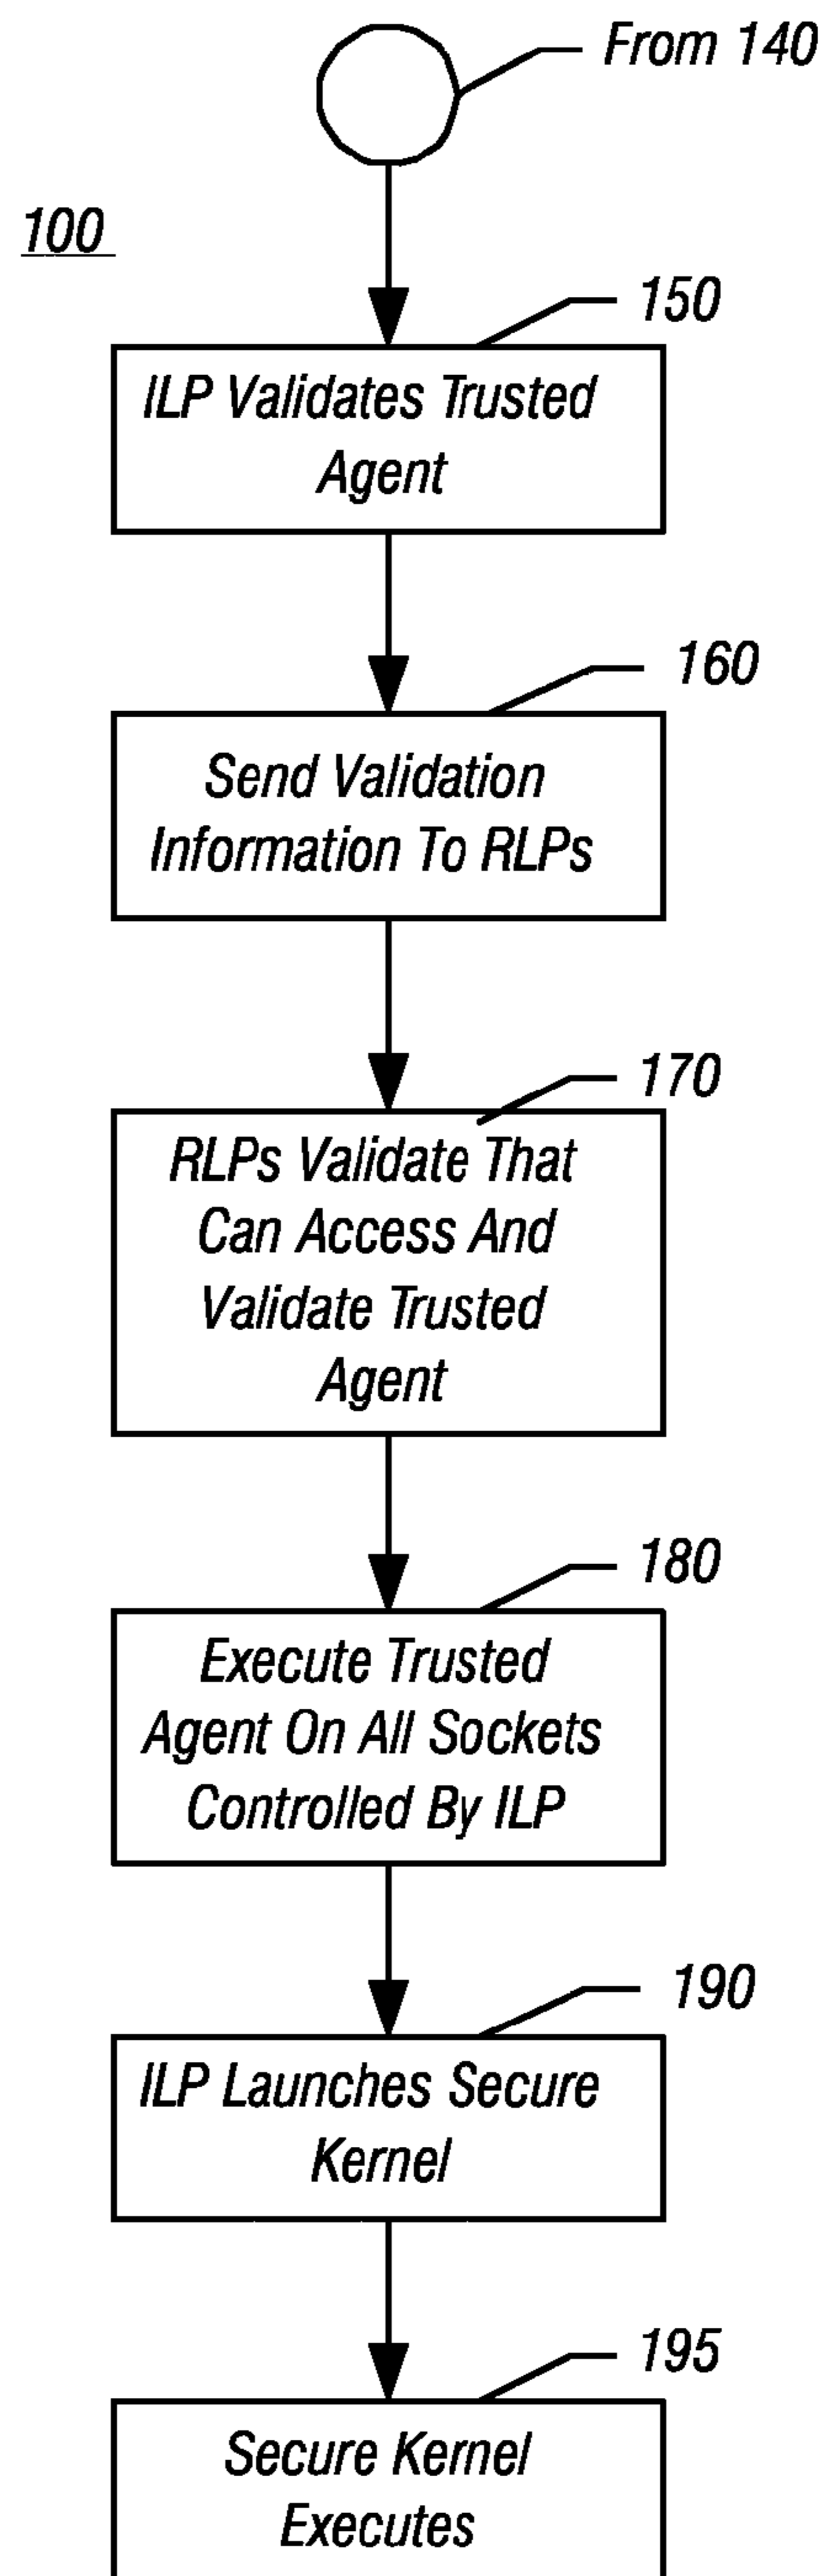 From 140
100
150
ILP Validates Trusted
Agent
160
Send Validation
Information To RLPs
170
RLPs Validate That
Can Access And
Validate Trusted
Agent
180
Execute Trusted
Agent On All Sockets
Controlled By ILP
190
ILP Launches Secure
Kernel
195
Secure Kernel
Executes